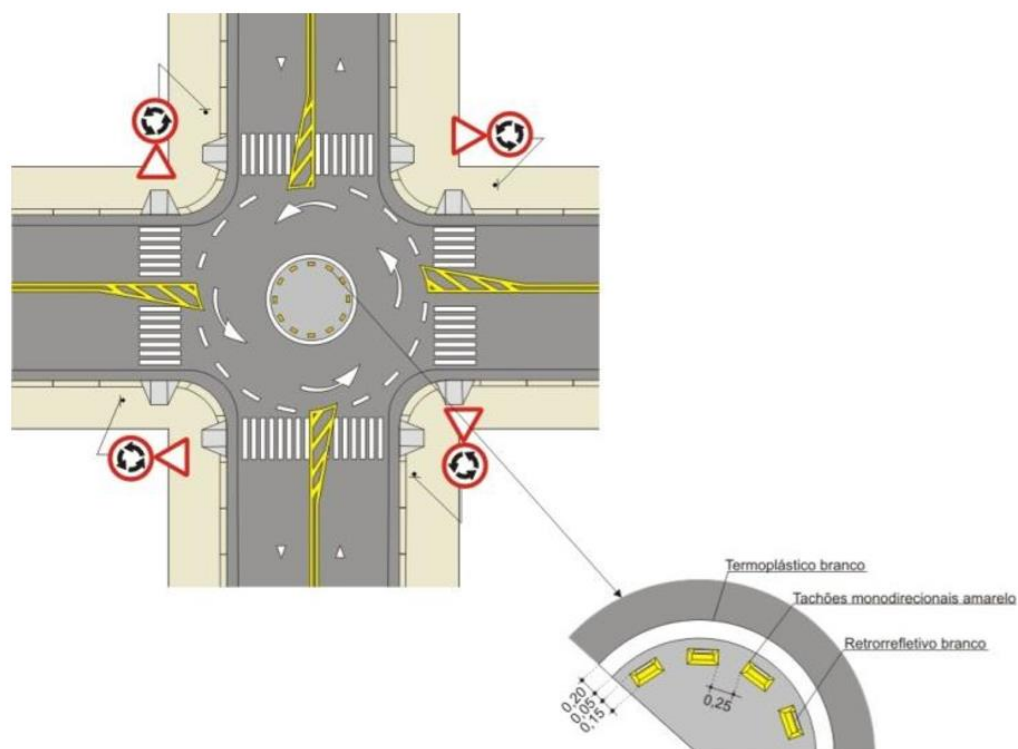 Termoplástico branco
Tachões monodirecionais amarelo
Retrorrefletivo branco
0,20
0,05
0,15
0,25